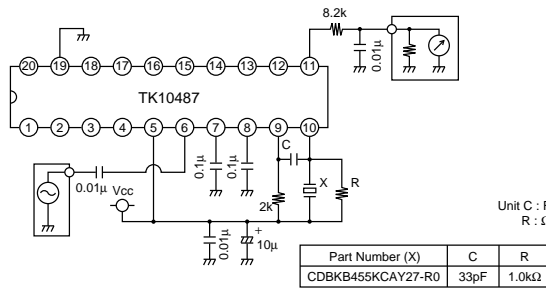 8.2k
0.01µ
20 19 18 17 16 15 14 13 12 11
TK10487
1 2 3 4 5 6 7 8 9 10
0.01µ
Vcc
0.1µ
0.1µ
C
2k
X
R
0.01µ
+
10µ
Unit C : F
R : Ω
Part Number (X) C R
CDBKB455KCAY27-R0 33pF 1.0kΩ